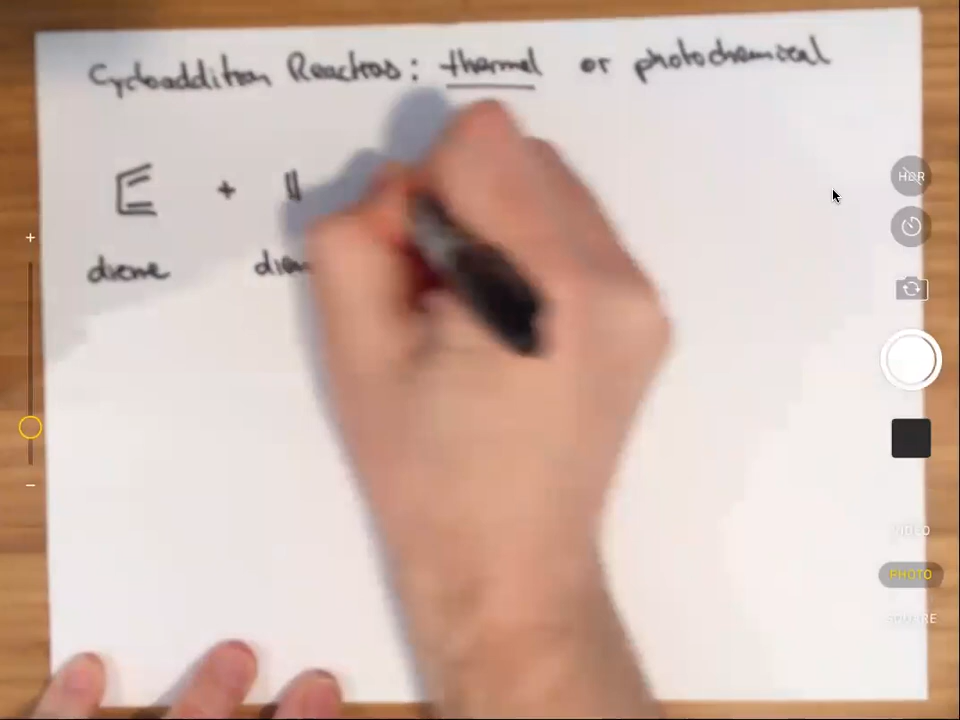 Cycloaddition Reactions: thermal or photochemical
+
diene
HDR
VIDEO
PHOTO
SQUARE